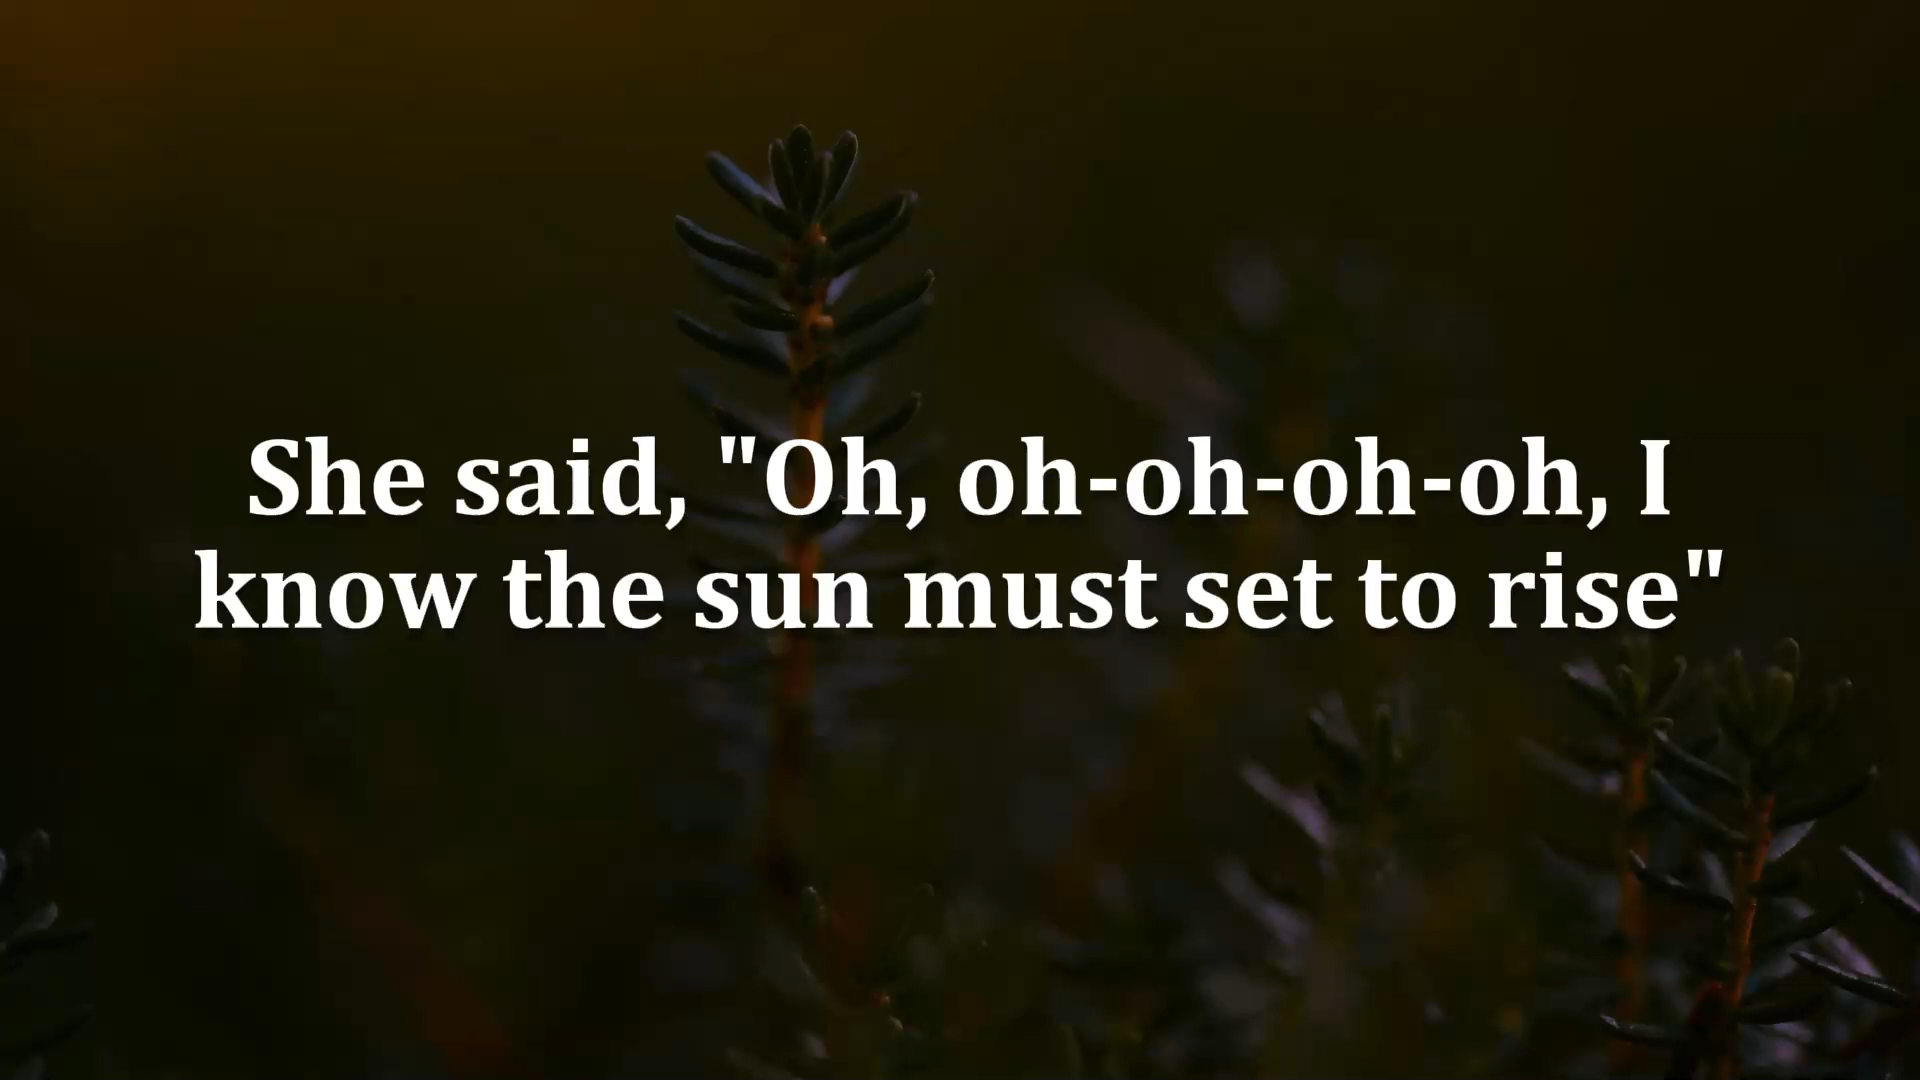 She said, "Oh, oh-oh-oh-oh, I
know the sun must set to rise"